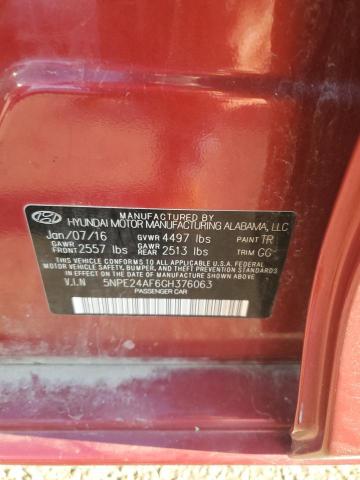 MANUFACTURED BY
HYUNDAI MOTOR MANUFACTURING ALABAMA, LLC
Jan/07/16 GVWR 4497 lbs PAINT TR
GAWR FRONT 2557 lbs GAWR REAR 2513 lbs TRIM GG
THIS VEHICLE CONFORMS TO ALL APPLICABLE U.S.A. FEDERAL
MOTOR VEHICLE SAFETY, BUMPER, AND THEFT PREVENTION
STANDARDS IN EFFECT ON THE DATE OF MANUFACTURE SHOWN ABOVE
V.I.N 5NPE24AF6GH376063
PASSENGER CAR